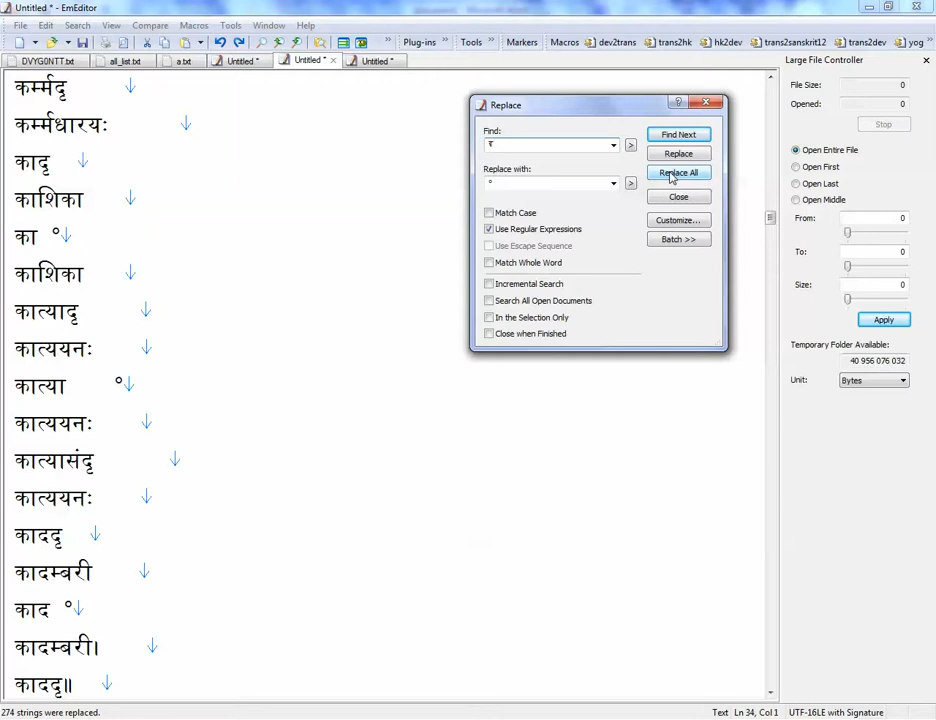 Untitled * - EmEditor
File Edit Search View Compare Macros Tools Window Help
Plug-ins Tools Markers Macros dev2trans trans2hk hk2dev trans2sanskrit12 trans2dev yog
DVYG0NTT.txt all_list.txt a.txt Untitled * Untitled * Untitled *
कर्म्मदृ
कर्म्मधारयः
कादृ
काशिका
का °
काशिका
कात्यादृ
कात्ययनः
कात्या °
कात्ययनः
कात्यासंदृ
कात्ययनः
काददृ
कादम्बरी
काद °
कादम्बरी।
काददृ॥
Replace
Find:
Find Next
Replace
Replace with:
°
Replace All
Close
Match Case
Customize...
Use Regular Expressions
Batch >>
Use Escape Sequence
Match Whole Word
Incremental Search
Search All Open Documents
In the Selection Only
Close when Finished
Large File Controller
File Size: 0
Opened: 0
Stop
Open Entire File
Open First
Open Last
Open Middle
From: 0
To: 0
Size: 0
Apply
Temporary Folder Available:
40 956 076 032
Unit: Bytes
274 strings were replaced.
Text Ln 34, Col 1 UTF-16LE with Signature